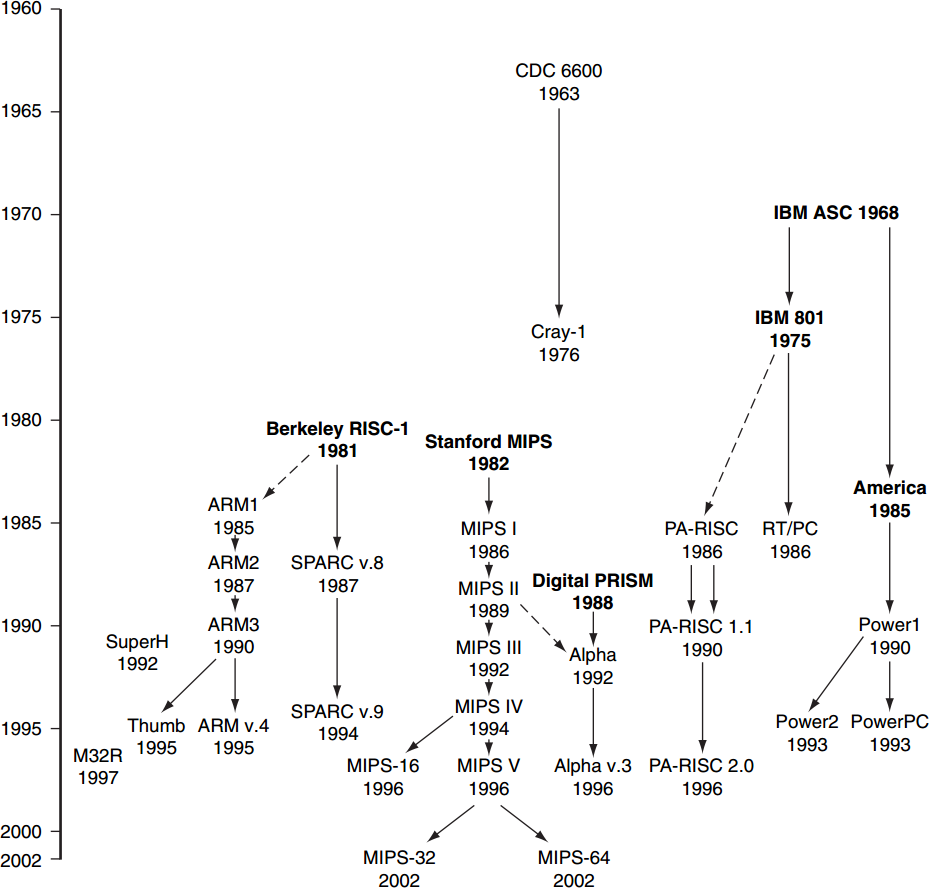 1960
CDC 6600
1963
1965
1970
IBM ASC 1968
1975
IBM 801
1975
Cray-1
1976
1980
Berkeley RISC-1
1981
Stanford MIPS
1982
America
1985
ARM1
1985
1985
MIPS I
1986
PA-RISC
1986
RT/PC
1986
ARM2
1987
SPARC v.8
1987
MIPS II
1989
Digital PRISM
1988
1990
ARM3
1990
PA-RISC 1.1
1990
Power1
1990
SuperH
1992
MIPS III
1992
Alpha
1992
Thumb
1995
ARM v.4
1995
SPARC v.9
1994
MIPS IV
1994
Power2
1993
PowerPC
1993
1995
M32R
1997
MIPS-16
1996
MIPS V
1996
Alpha v.3
1996
PA-RISC 2.0
1996
2000
2002
MIPS-32
2002
MIPS-64
2002